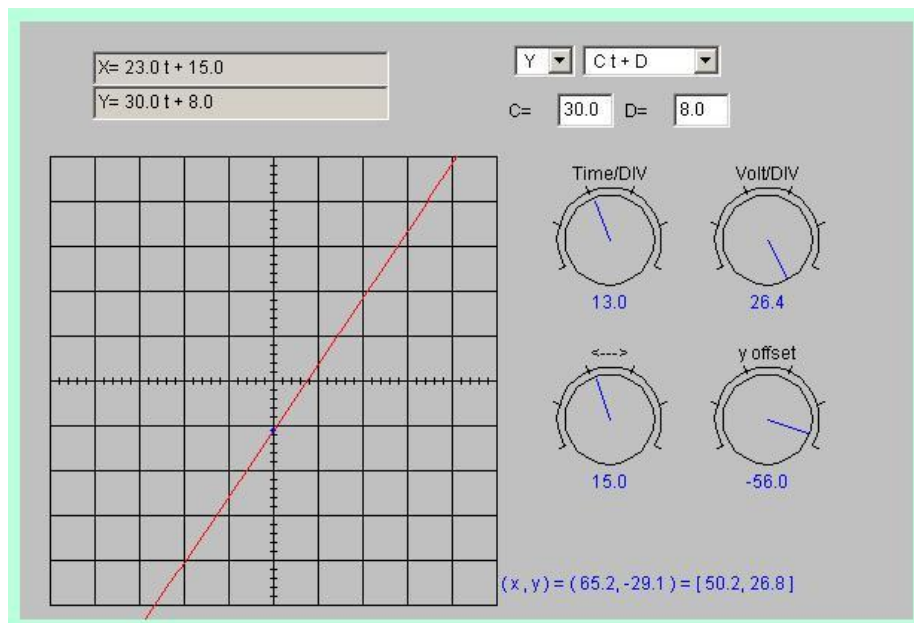 X= 23.0 t + 15.0
Y= 30.0 t + 8.0
Y C t + D
C= 30.0 D= 8.0
Time/DIV Volt/DIV
13.0 26.4
<---> y offset
15.0 -56.0
( x , y ) = ( 65.2, -29.1 ) = [ 50.2, 26.8 ]